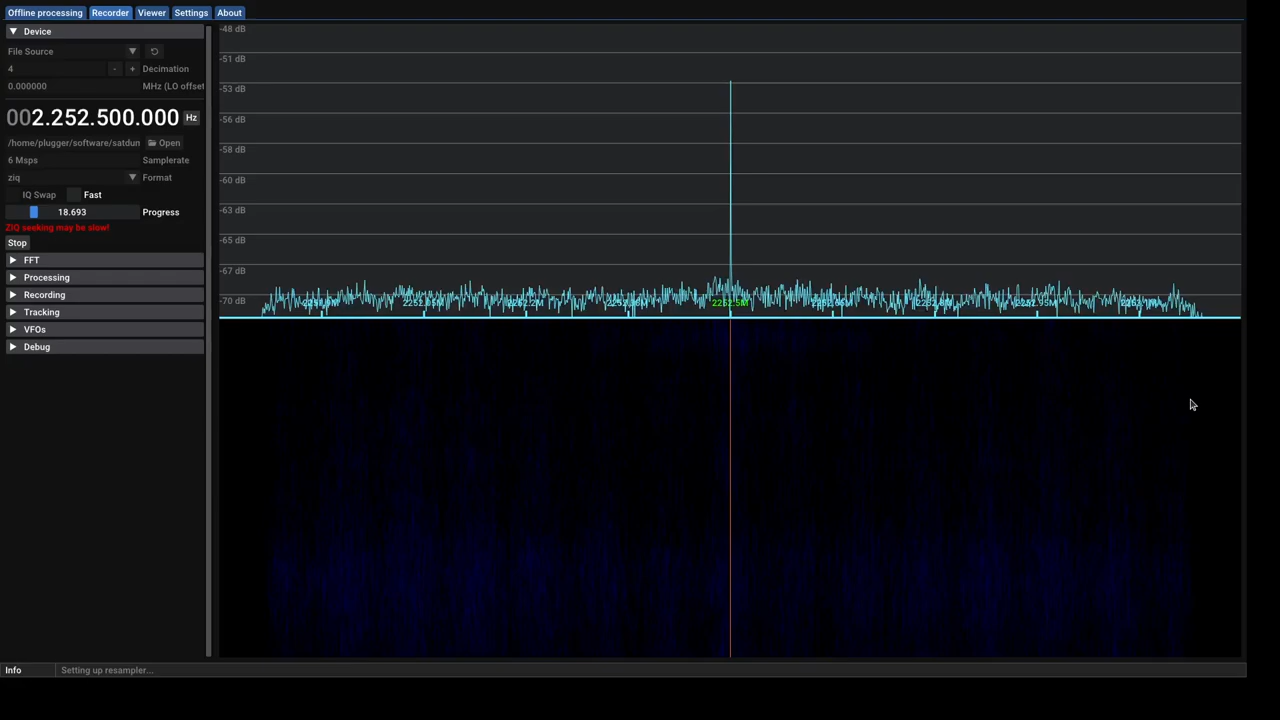 Offline processing Recorder Viewer Settings About
Device
File Source
4 - + Decimation
0.000000 MHz (LO offset
002.252.500.000 Hz
/home/plugger/software/satdun Open
6 Msps Samplerate
ziq Format
IQ Swap Fast
18.693 Progress
ZIQ seeking may be slow!
Stop
FFT
Processing
Recording
Tracking
VFOs
Debug
-48 dB
-51 dB
-53 dB
-56 dB
-58 dB
-60 dB
-63 dB
-65 dB
-67 dB
-70 dB
2252.5M
Info Setting up resampler...